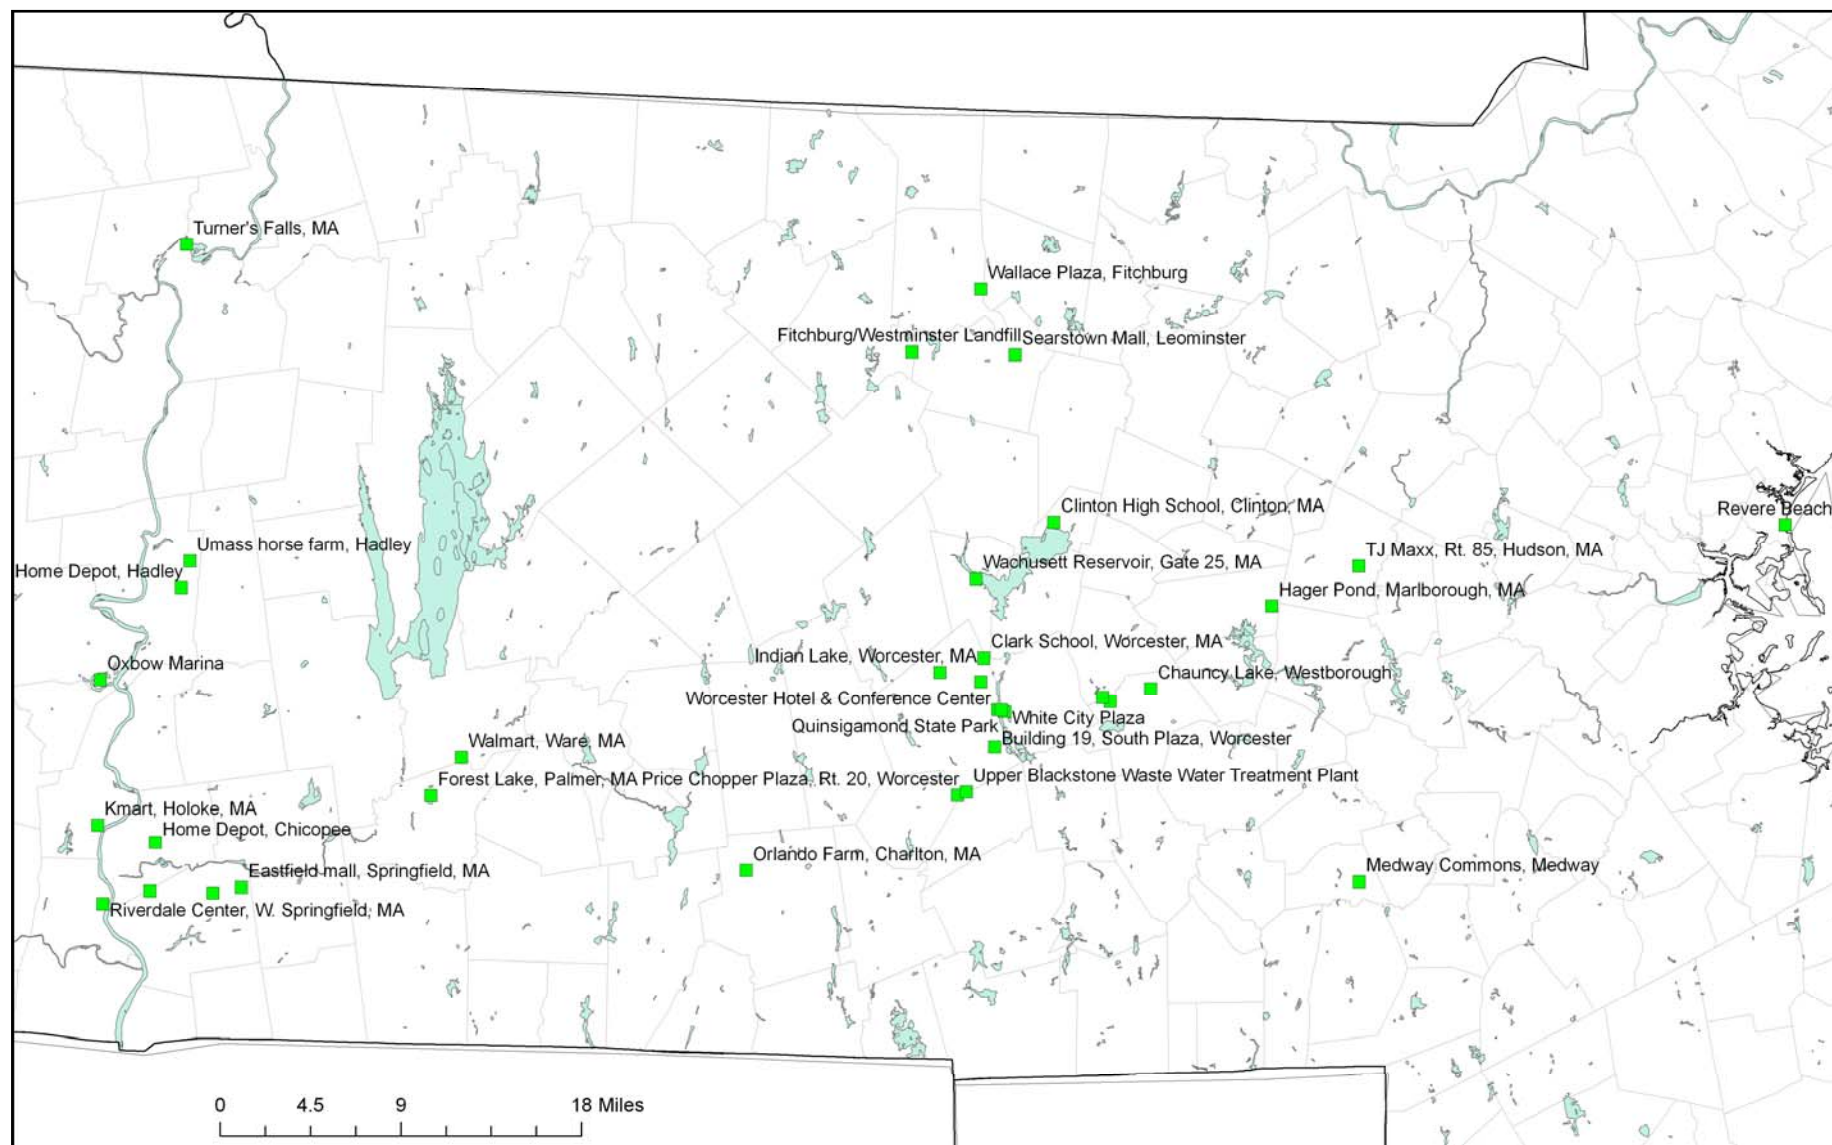 Turner's Falls, MA
Wallace Plaza, Fitchburg
Fitchburg/Westminster Landfill
Searstown Mall, Leominster
Clinton High School, Clinton, MA
Revere Beach
Umass horse farm, Hadley
TJ Maxx, Rt. 85, Hudson, MA
Home Depot, Hadley
Wachusett Reservoir, Gate 25, MA
Hager Pond, Marlborough, MA
Clark School, Worcester, MA
Indian Lake, Worcester, MA
Oxbow Marina
Chauncy Lake, Westborough
Worcester Hotel & Conference Center
White City Plaza
Quinsigamond State Park
Walmart, Ware, MA
Building 19, South Plaza, Worcester
Forest Lake, Palmer, MA
Price Chopper Plaza, Rt. 20, Worcester
Upper Blackstone Waste Water Treatment Plant
Kmart, Holoke, MA
Home Depot, Chicopee
Orlando Farm, Charlton, MA
Medway Commons, Medway
Eastfield mall, Springfield, MA
Riverdale Center, W. Springfield, MA
0 4.5 9 18 Miles